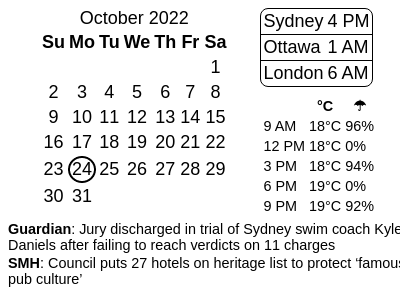 October 2022
Su Mo Tu We Th Fr Sa
1
2 3 4 5 6 7 8
9 10 11 12 13 14 15
16 17 18 19 20 21 22
23 24 25 26 27 28 29
30 31
Sydney 4 PM
Ottawa 1 AM
London 6 AM
°C ☂
9 AM 18°C 96%
12 PM 18°C 0%
3 PM 18°C 94%
6 PM 19°C 0%
9 PM 19°C 92%
Guardian: Jury discharged in trial of Sydney swim coach Kyle
Daniels after failing to reach verdicts on 11 charges
SMH: Council puts 27 hotels on heritage list to protect ‘famous
pub culture’